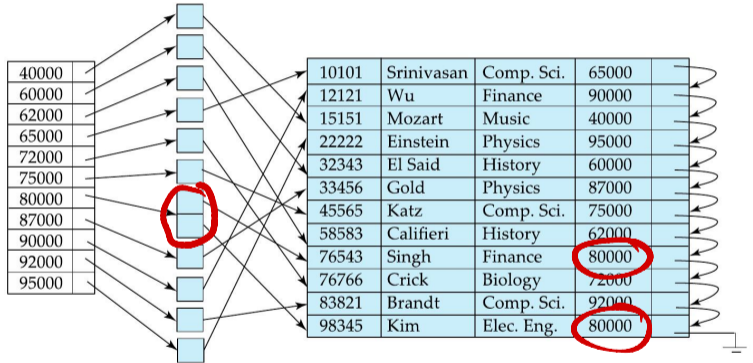 40000
60000
62000
65000
72000
75000
80000
87000
90000
92000
95000
10101 Srinivasan Comp. Sci. 65000
12121 Wu Finance 90000
15151 Mozart Music 40000
22222 Einstein Physics 95000
32343 El Said History 60000
33456 Gold Physics 87000
45565 Katz Comp. Sci. 75000
58583 Califieri History 62000
76543 Singh Finance 80000
76766 Crick Biology 72000
83821 Brandt Comp. Sci. 92000
98345 Kim Elec. Eng. 80000